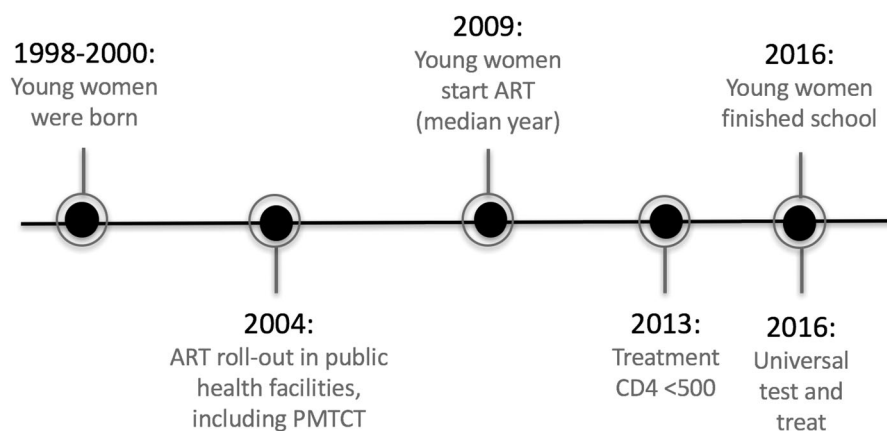 1998-2000:
Young women
were born
2009:
Young women
start ART
(median year)
2016:
Young women
finished school
2004:
ART roll-out in public
health facilities,
including PMTCT
2013:
Treatment
CD4 <500
2016:
Universal
test and
treat